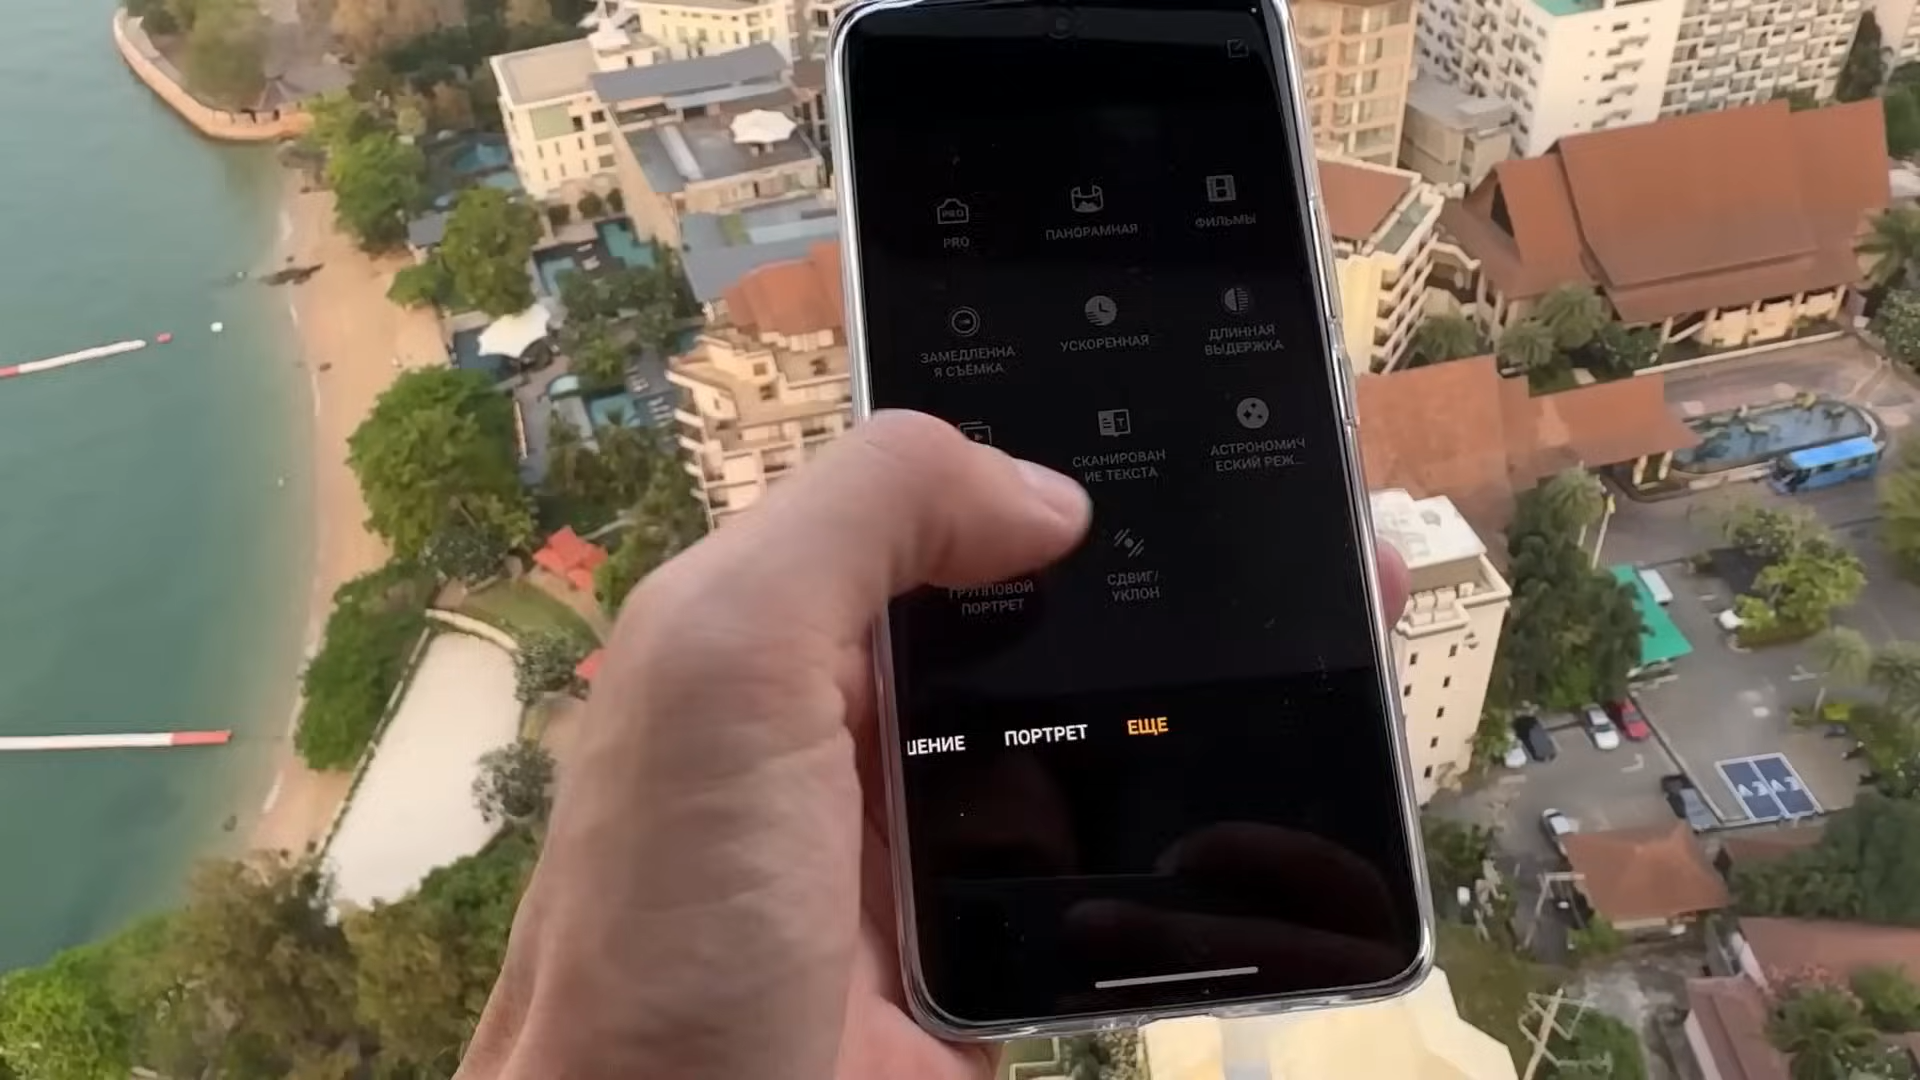 PRO
PRO
ПАНОРАМНАЯ
ФИЛЬМЫ
ЗАМЕДЛЕННА
Я СЪЁМКА
УСКОРЕННАЯ
ДЛИННАЯ
ВЫДЕРЖКА
СКАНИРОВАН
ИЕ ТЕКСТА
АСТРОНОМИЧ
ЕСКИЙ РЕЖ...
ГРУППОВОЙ
ПОРТРЕТ
СДВИГ/
УКЛОН
ШЕНИЕ ПОРТРЕТ ЕЩЕ